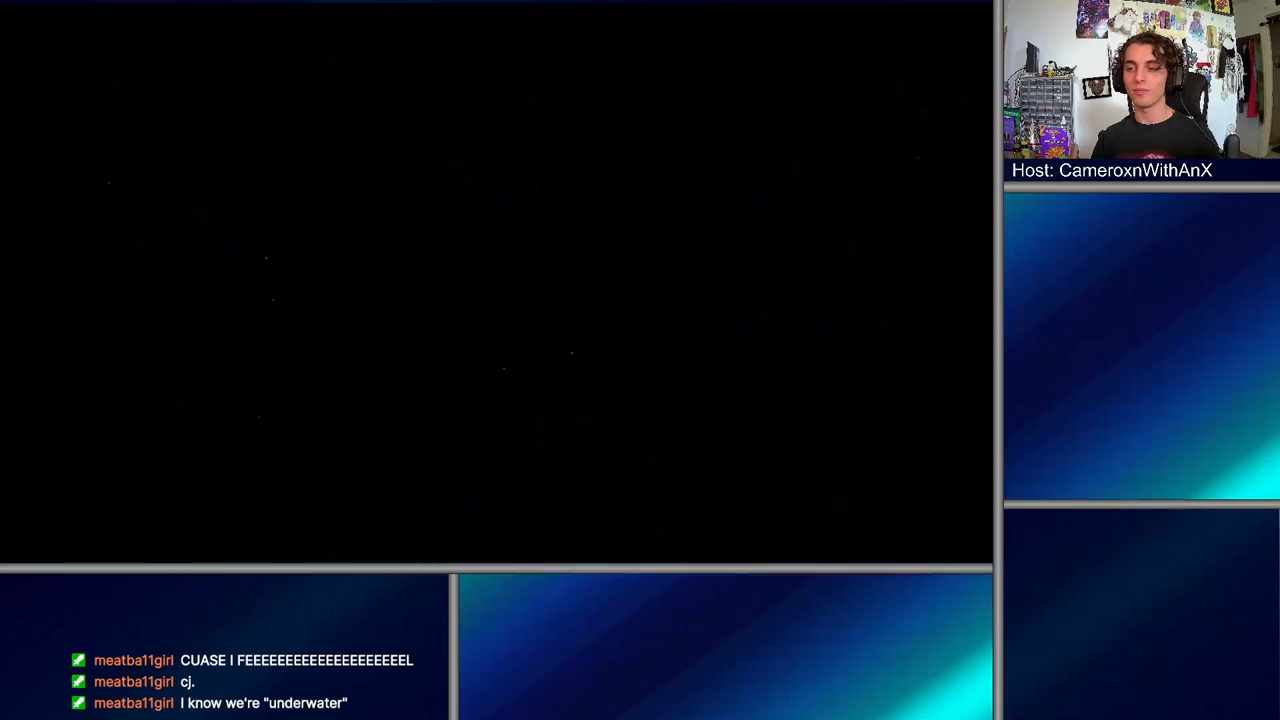 Host: CameroxnWithAnX
meatba11girl CUASE I FEEEEEEEEEEEEEEEEEEEEL
meatba11girl cj.
meatba11girl I know we're "underwater"